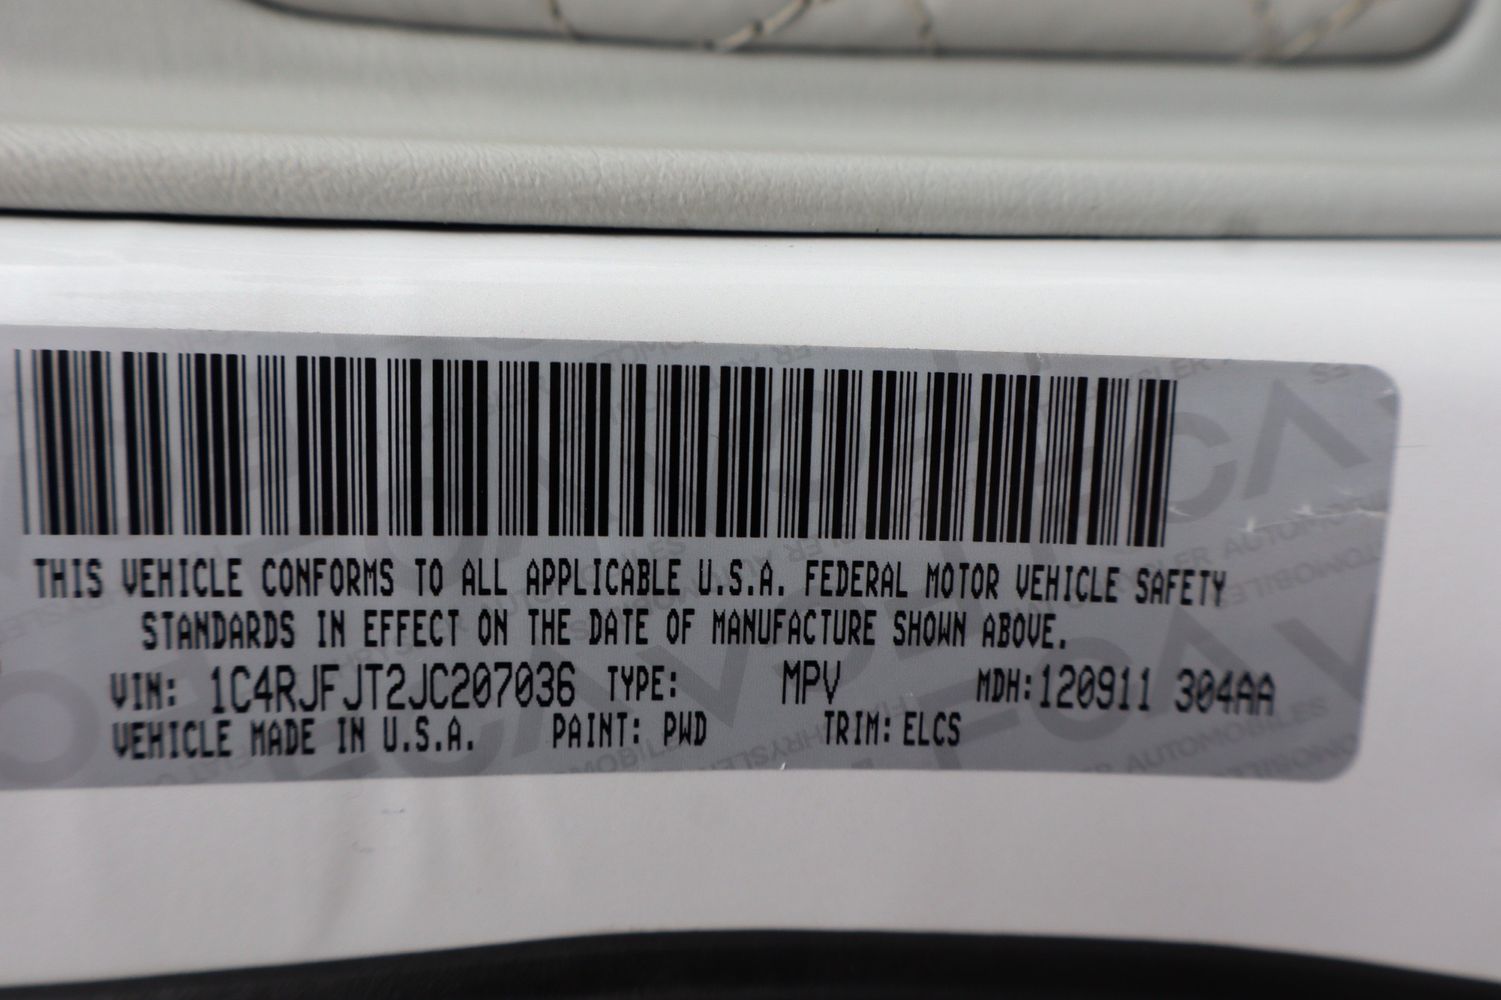 THIS VEHICLE CONFORMS TO ALL APPLICABLE U.S.A. FEDERAL MOTOR VEHICLE SAFETY
STANDARDS IN EFFECT ON THE DATE OF MANUFACTURE SHOWN ABOVE.
VIN: 1C4RJFJT2JC207036 TYPE: MPV MDH:120911 304AA
VEHICLE MADE IN U.S.A. PAINT: PWD TRIM: ELCS